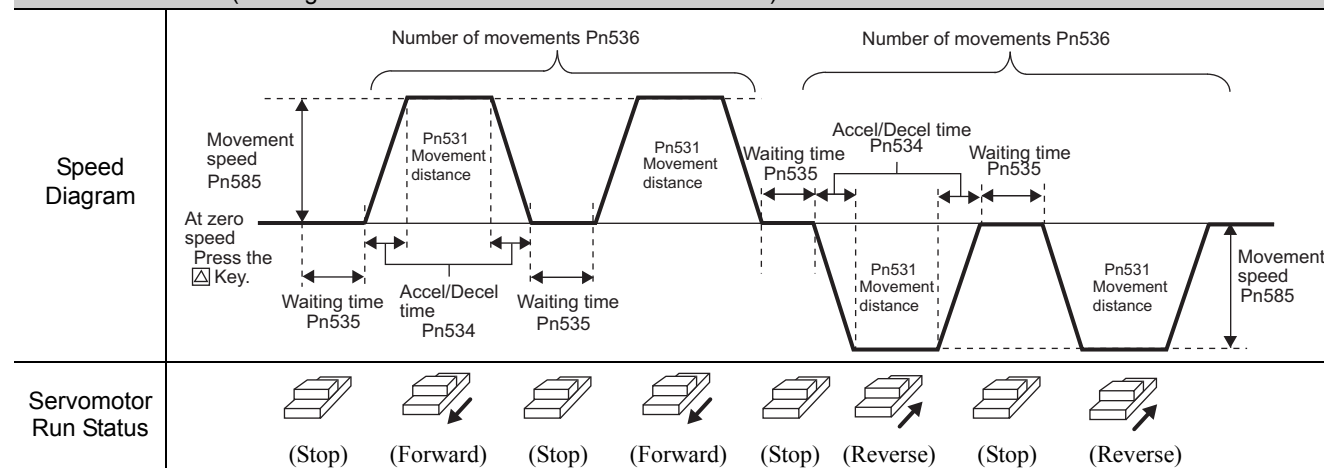 Number of movements Pn536
Number of movements Pn536
Speed
Diagram
Movement
speed
Pn585
Pn531
Movement
distance
Pn531
Movement
distance
Waiting time
Pn535
Accel/Decel time
Pn534
Waiting time
Pn535
At zero
speed
Press the
△ Key.
Waiting time
Pn535
Accel/Decel
time
Pn534
Waiting time
Pn535
Pn531
Movement
distance
Pn531
Movement
distance
Movement
speed
Pn585
Servomotor
Run Status
(Stop) (Forward) (Stop) (Forward) (Stop) (Reverse) (Stop) (Reverse)